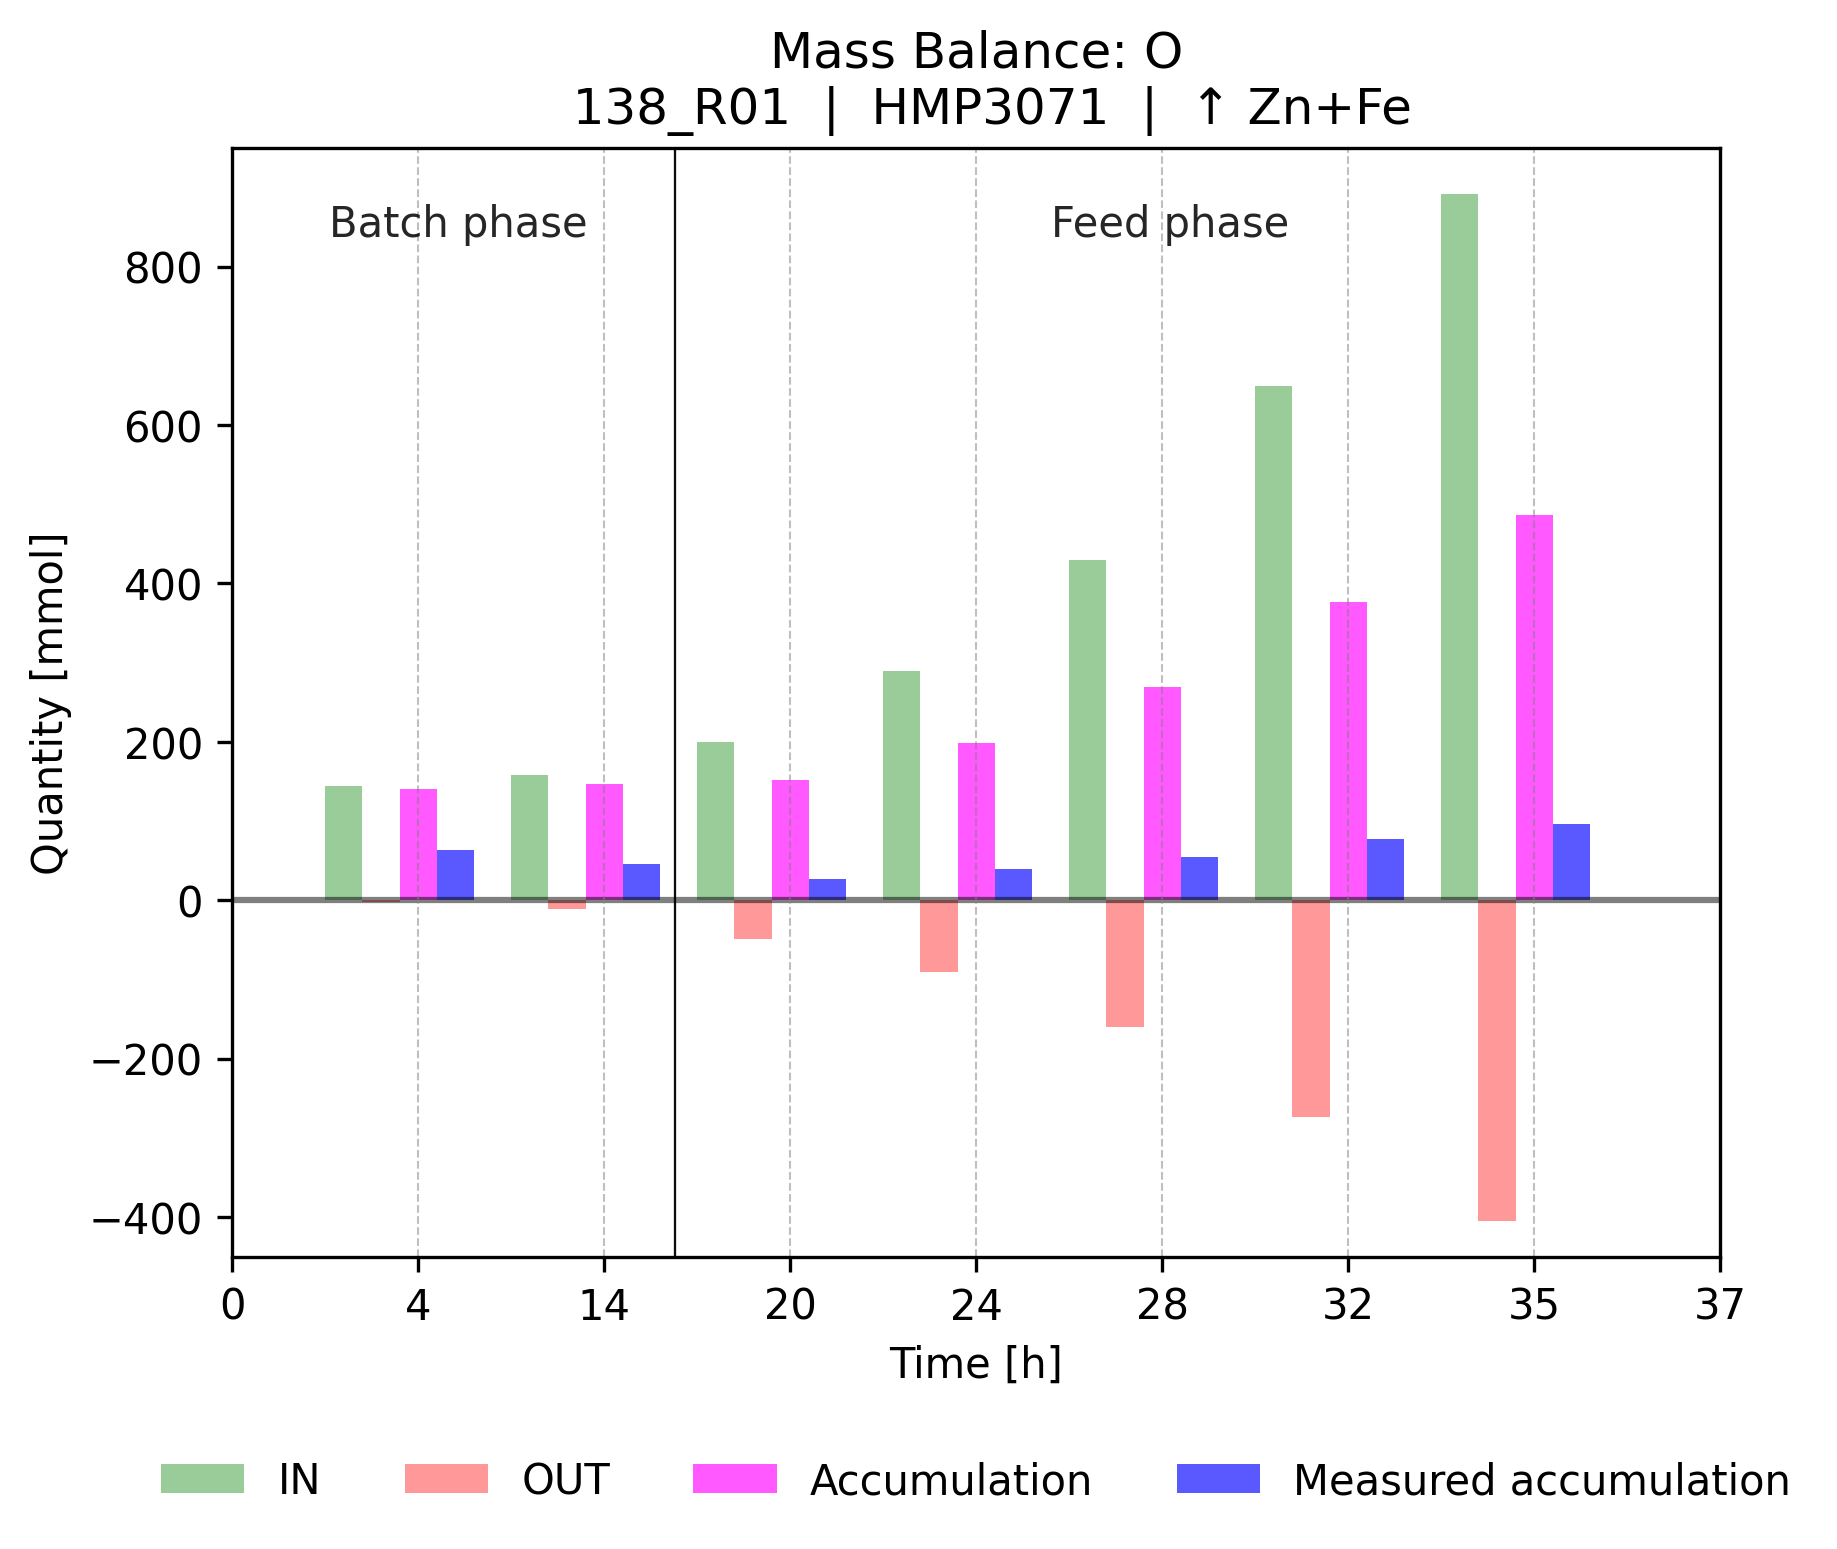 Mass Balance: O
138_R01 | HMP3071 | ↑ Zn+Fe
Batch phase
Feed phase
800
600
400
200
0
−200
−400
Quantity [mmol]
0 4 14 20 24 28 32 35 37
Time [h]
IN OUT Accumulation Measured accumulation